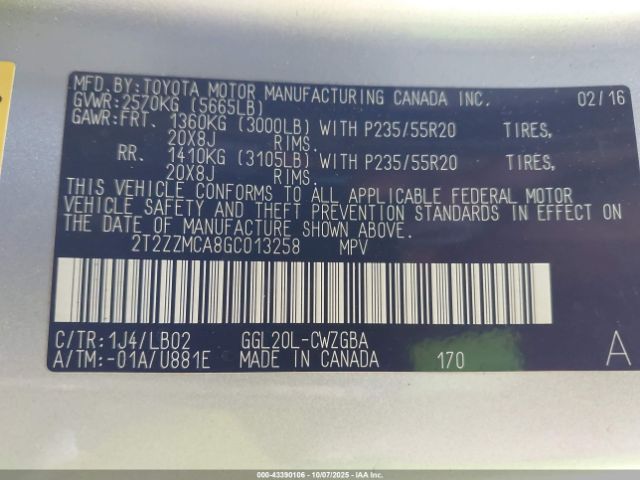 MFD.BY:TOYOTA MOTOR MANUFACTURING CANADA INC. 02/16
GVWR:2570KG (5665LB)
GAWR:FRT. 1360KG (3000LB) WITH P235/55R20 TIRES,
20X8J RIMS.
RR. 1410KG (3105LB) WITH P235/55R20 TIRES,
20X8J RIMS.
THIS VEHICLE CONFORMS TO ALL APPLICABLE FEDERAL MOTOR
VEHICLE SAFETY AND BUMPER STANDARDS IN EFFECT ON
THE DATE OF MANUFACTURE SHOWN ABOVE.
2T2ZZMCA8GC013258 MPV
C/TR:1J4/LB02 GGL20L-CWZGBA
A/TM:-01A/U881E MADE IN CANADA 170 A
000-43390106 - 10/07/2025 - IAA Inc.